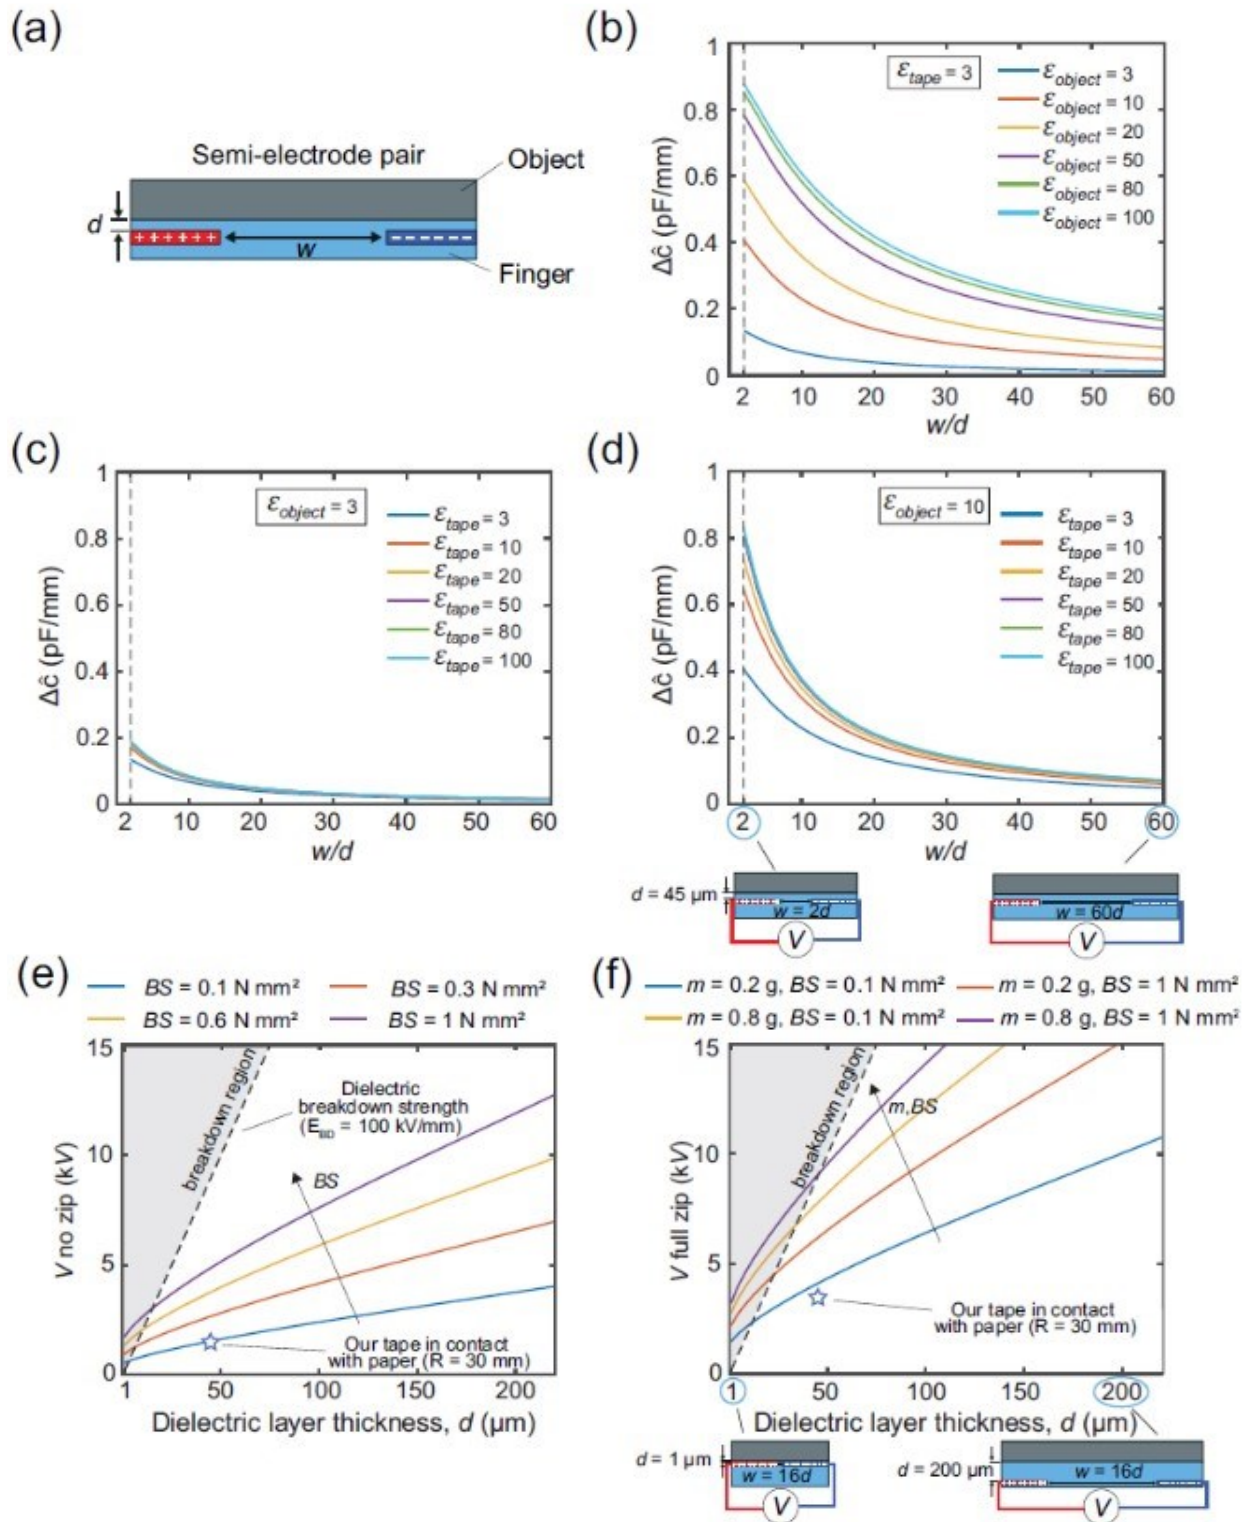 (a)
Semi-electrode pair
Object
d
w
Finger
(b)
ε_tape = 3
ε_object = 3
ε_object = 10
ε_object = 20
ε_object = 50
ε_object = 80
ε_object = 100
1
0.8
0.6
0.4
0.2
0
Δĉ (pF/mm)
2 10 20 30 40 50 60
w/d
(c)
ε_object = 3
ε_tape = 3
ε_tape = 10
ε_tape = 20
ε_tape = 50
ε_tape = 80
ε_tape = 100
1
0.8
0.6
0.4
0.2
0
Δĉ (pF/mm)
2 10 20 30 40 50 60
w/d
(d)
ε_object = 10
ε_tape = 3
ε_tape = 10
ε_tape = 20
ε_tape = 50
ε_tape = 80
ε_tape = 100
1
0.8
0.6
0.4
0.2
0
Δĉ (pF/mm)
2 10 20 30 40 50 60
w/d
d = 45 µm
w = 2d
V
w = 60d
V
(e)
BS = 0.1 N mm² BS = 0.3 N mm²
BS = 0.6 N mm² BS = 1 N mm²
15
10
5
0
V no zip (kV)
breakdown region
Dielectric
breakdown strength
(E_BD = 100 kV/mm)
BS
Our tape in contact
with paper (R = 30 mm)
1 50 100 150 200
Dielectric layer thickness, d (µm)
(f)
m = 0.2 g, BS = 0.1 N mm² m = 0.2 g, BS = 1 N mm²
m = 0.8 g, BS = 0.1 N mm² m = 0.8 g, BS = 1 N mm²
15
10
5
0
V full zip (kV)
breakdown region
m,BS
Our tape in contact
with paper (R = 30 mm)
1 50 100 150 200
Dielectric layer thickness, d (µm)
d = 1 µm
w = 16d
V
d = 200 µm
w = 16d
V